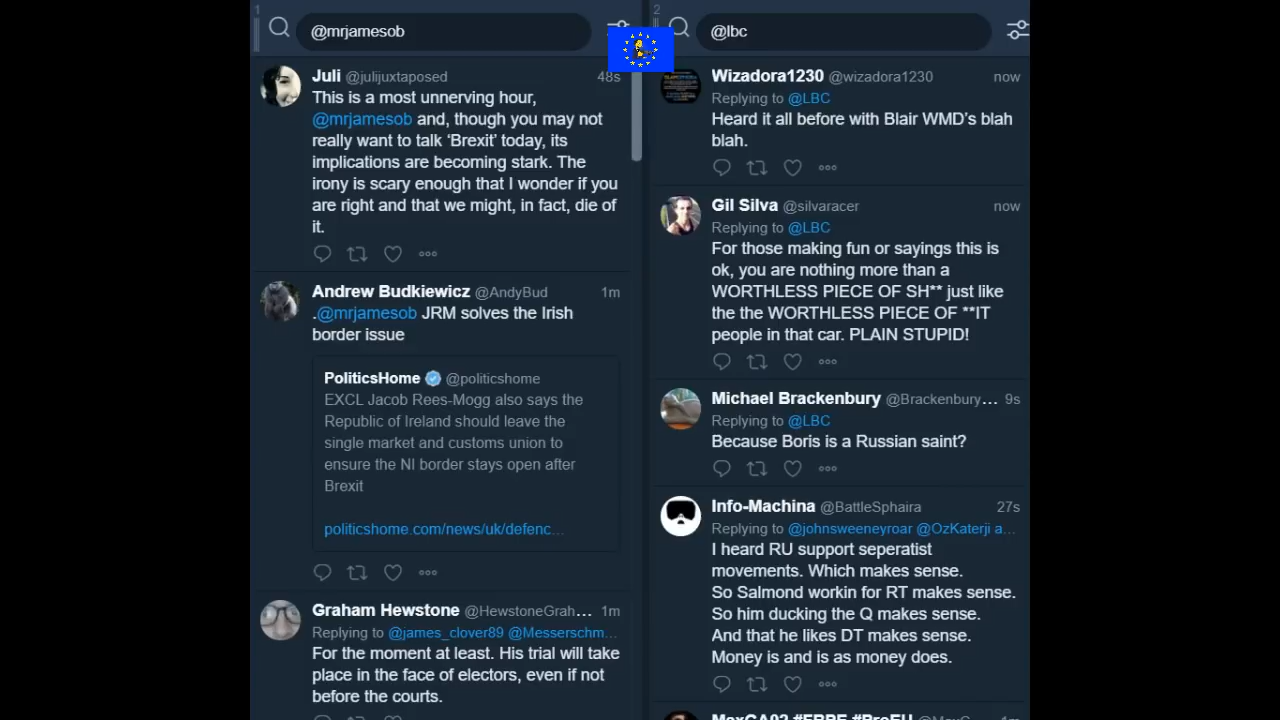 1
@mrjamesob
Juli @julijuxtaposed 48s
This is a most unnerving hour,
@mrjamesob and, though you may not
really want to talk ‘Brexit’ today, its
implications are becoming stark. The
irony is scary enough that I wonder if you
are right and that we might, in fact, die of
it.
Andrew Budkiewicz @AndyBud 1m
.@mrjamesob JRM solves the Irish
border issue
PoliticsHome @politicshome
EXCL Jacob Rees-Mogg also says the
Republic of Ireland should leave the
single market and customs union to
ensure the NI border stays open after
Brexit
politicshome.com/news/uk/defenc...
Graham Hewstone @HewstoneGrah... 1m
Replying to @james_clover89 @Messerschm...
For the moment at least. His trial will take
place in the face of electors, even if not
before the courts.
2
@lbc
Wizadora1230 @wizadora1230 now
Replying to @LBC
Heard it all before with Blair WMD's blah
blah.
Gil Silva @silvaracer now
Replying to @LBC
For those making fun or sayings this is
ok, you are nothing more than a
WORTHLESS PIECE OF SH** just like
the the WORTHLESS PIECE OF **IT
people in that car. PLAIN STUPID!
Michael Brackenbury @Brackenbury... 9s
Replying to @LBC
Because Boris is a Russian saint?
Info-Machina @BattleSphaira 27s
Replying to @johnsweeneyroar @OzKaterji a...
I heard RU support seperatist
movements. Which makes sense.
So Salmond workin for RT makes sense.
So him ducking the Q makes sense.
And that he likes DT makes sense.
Money is and is as money does.